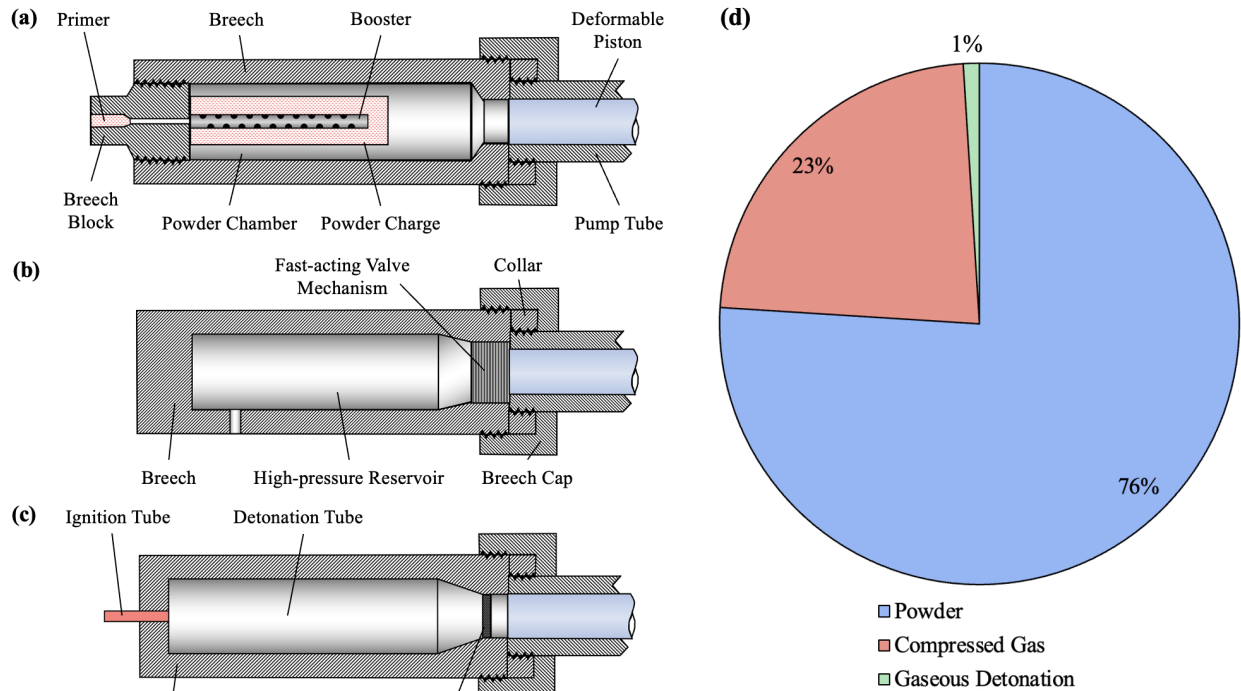 (a)
Primer
Breech
Booster
Deformable
Piston
Breech
Block
Powder Chamber
Powder Charge
Pump Tube
(b)
Fast-acting Valve
Mechanism
Collar
Breech
High-pressure Reservoir
Breech Cap
(c)
Ignition Tube
Detonation Tube
(d)
1%
23%
76%
Powder
Compressed Gas
Gaseous Detonation